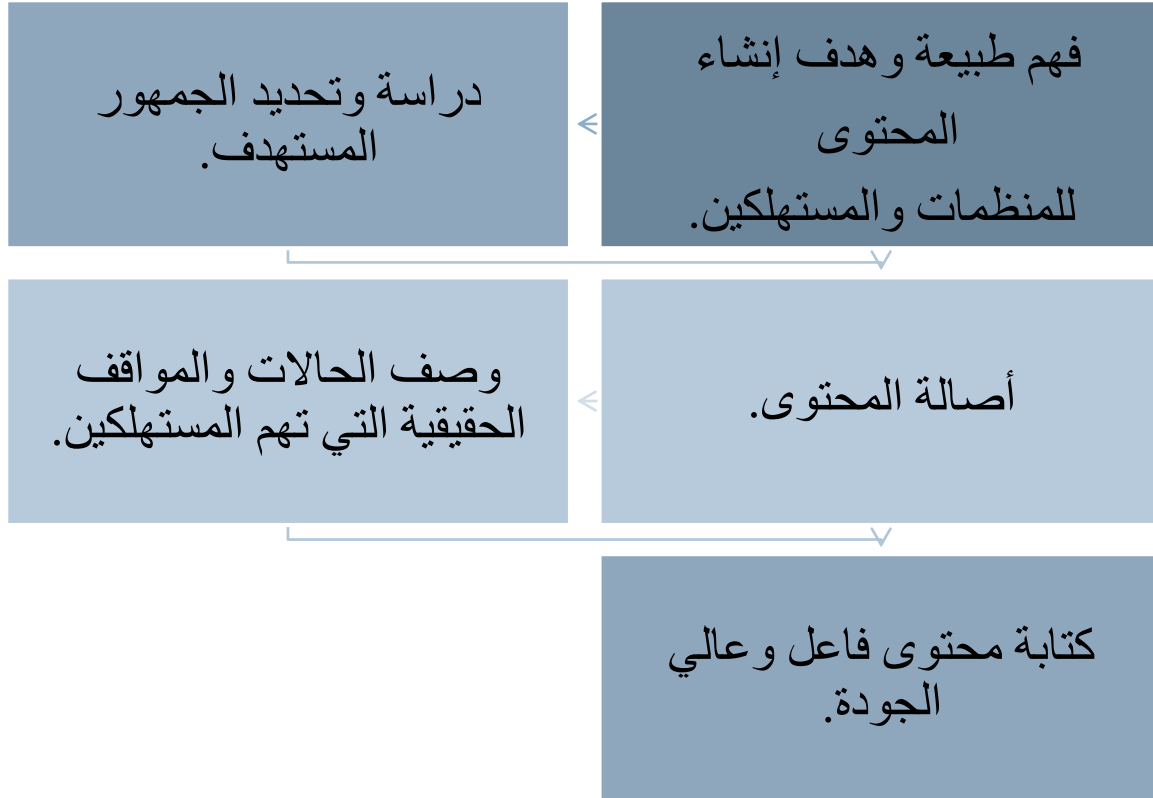 فهم طبيعة وهدف إنشاء
المحتوى
للمنظمات والمستهلكين.
دراسة وتحديد الجمهور
المستهدف.
أصالة المحتوى.
وصف الحالات والمواقف
الحقيقية التي تهم المستهلكين.
كتابة محتوى فاعل وعالي
الجودة.